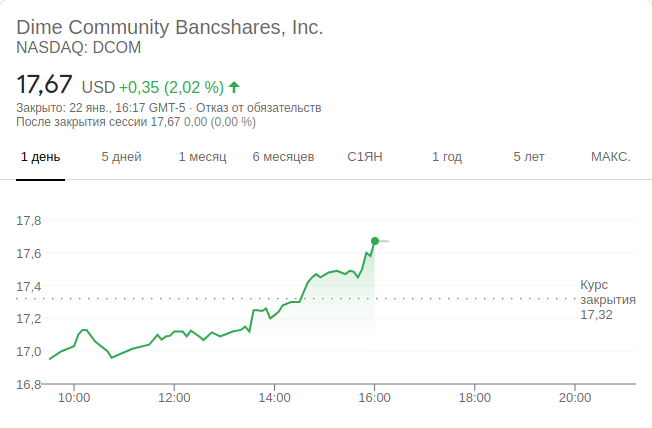 Dime Community Bancshares, Inc.
NASDAQ: DCOM
17,67 USD +0,35 (2,02 %)
Закрыто: 22 янв., 16:17 GMT-5 · Отказ от обязательств
После закрытия сессии 17,67 0,00 (0,00 %)
1 день 5 дней 1 месяц 6 месяцев С1ЯН 1 год 5 лет МАКС.
17,8
17,6
17,4
17,2
17,0
16,8
Курс
закрытия
17,32
10:00 12:00 14:00 16:00 18:00 20:00